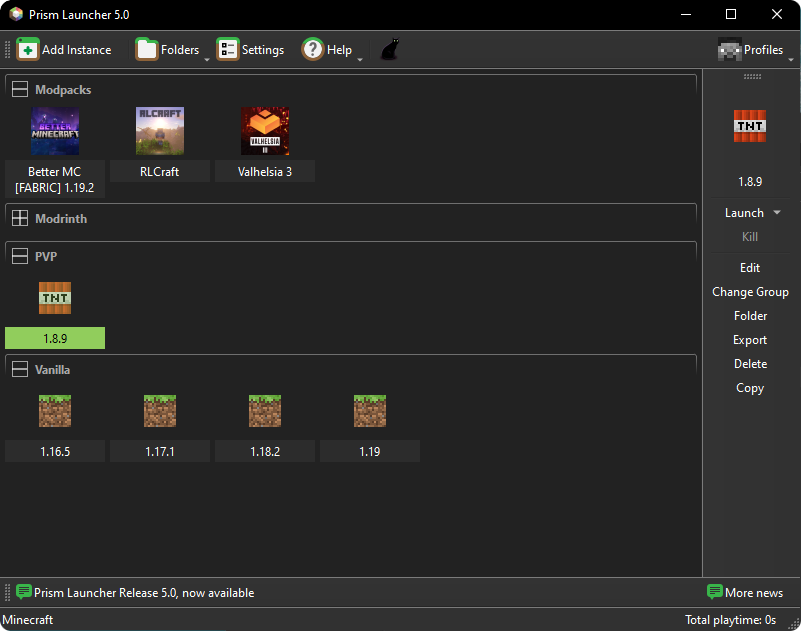 Prism Launcher 5.0
Add Instance
Folders
Settings
Help
Profiles
Modpacks
BETTER
MINECRAFT
RLCRAFT
VALHELSIA
III
Better MC
[FABRIC] 1.19.2
RLCraft
Valhelsia 3
Modrinth
PVP
TNT
1.8.9
Vanilla
1.16.5
1.17.1
1.18.2
1.19
TNT
1.8.9
Launch
Kill
Edit
Change Group
Folder
Export
Delete
Copy
Prism Launcher Release 5.0, now available
More news
Minecraft
Total playtime: 0s